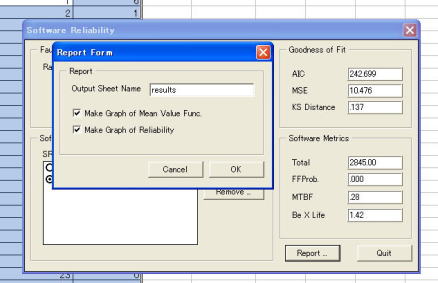 1 6
2 1
Software Reliability
Fau
Ra
Report Form
Report
Output Sheet Name results
Make Graph of Mean Value Func.
Make Graph of Reliability
Cancel OK
Goodness of Fit
AIC 242.699
MSE 10.476
KS Distance .137
Sof
SR
Remove ..
Software Metrics
Total 2845.00
FFProb. .000
MTBF .28
Be X Life 1.42
Report .. Quit
23 0